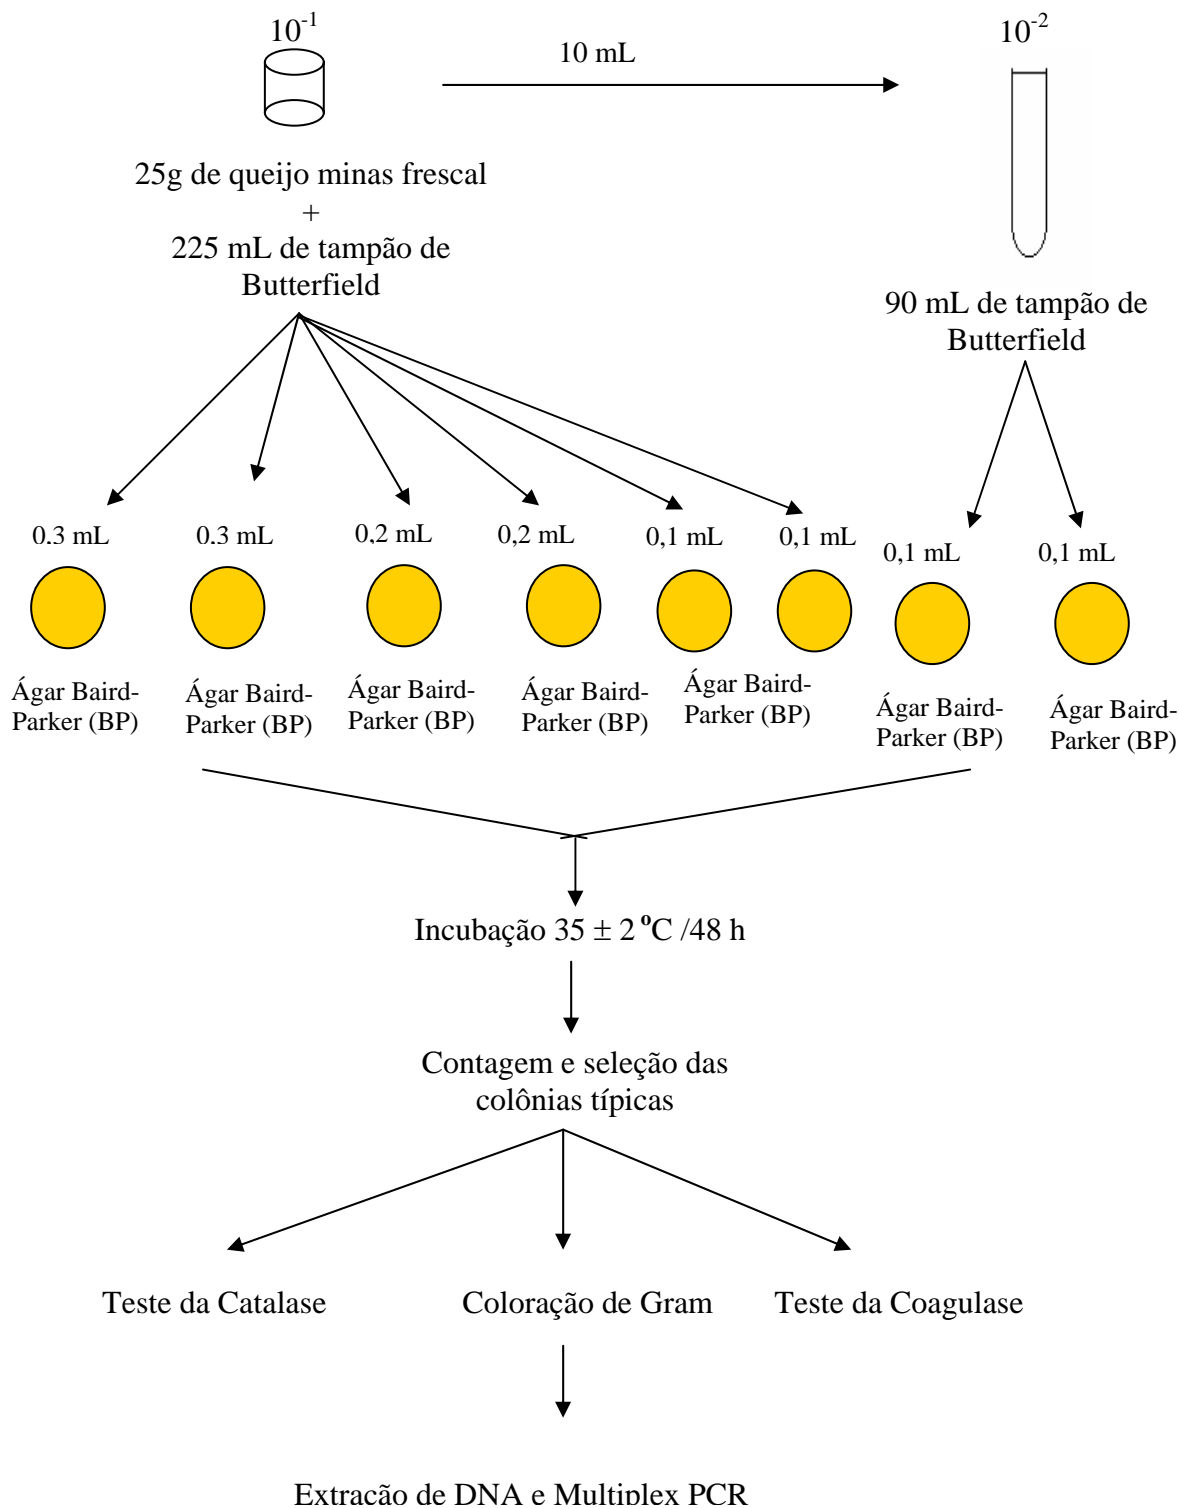 10⁻¹
10 mL
10⁻²
25g de queijo minas frescal
+
225 mL de tampão de
Butterfield
90 mL de tampão de
Butterfield
0.3 mL
0.3 mL
0,2 mL
0,2 mL
0,1 mL
0,1 mL
0,1 mL
0,1 mL
Ágar Baird-
Parker (BP)
Ágar Baird-
Parker (BP)
Ágar Baird-
Parker (BP)
Ágar Baird-
Parker (BP)
Ágar Baird-
Parker (BP)
Ágar Baird-
Parker (BP)
Ágar Baird-
Parker (BP)
Incubação 35 ± 2 ºC /48 h
Contagem e seleção das
colônias típicas
Teste da Catalase
Coloração de Gram
Teste da Coagulase
Extração de DNA e Multiplex PCR